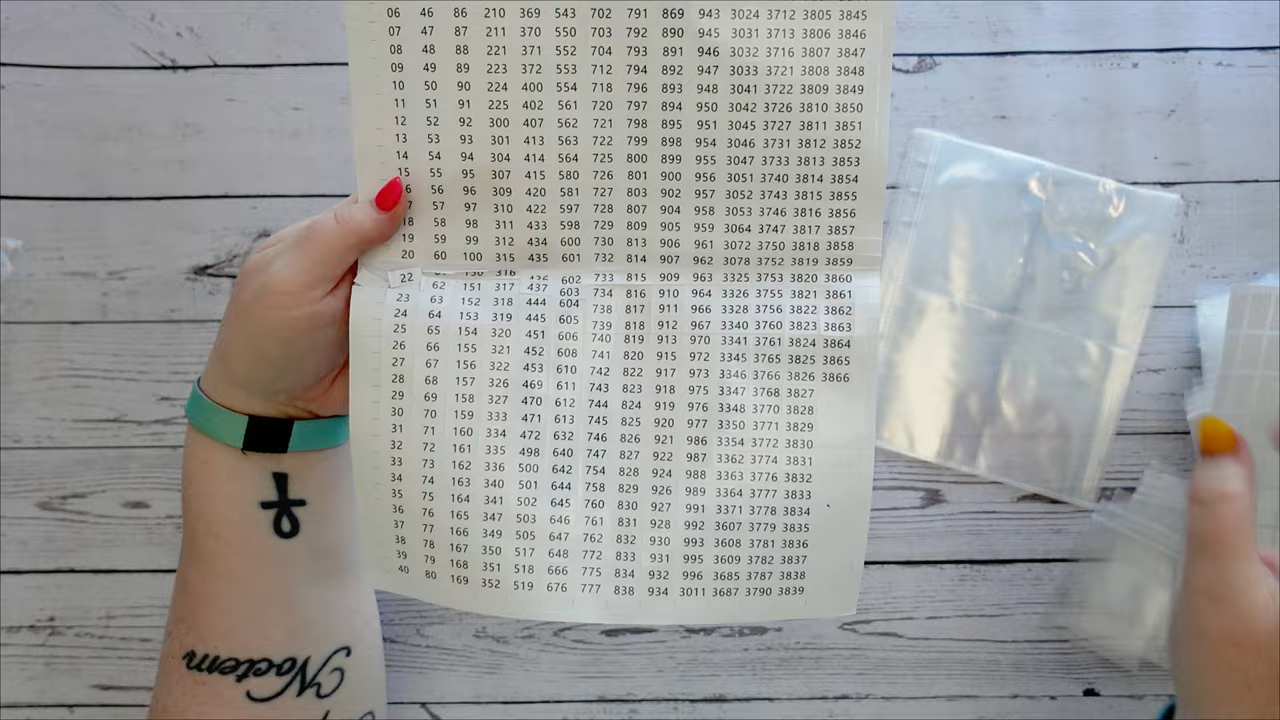 06 46 86 210 369 543 702 791 869 943 3024 3712 3805 3845
07 47 87 211 370 550 703 792 890 945 3031 3713 3806 3846
08 48 88 221 371 552 704 793 891 946 3032 3716 3807 3847
09 49 89 223 372 553 712 794 892 947 3033 3721 3808 3848
10 50 90 224 400 554 718 796 893 948 3041 3722 3809 3849
11 51 91 225 402 561 720 797 894 950 3042 3726 3810 3850
12 52 92 300 407 562 721 798 895 951 3045 3727 3811 3851
13 53 93 301 413 563 722 799 898 954 3046 3731 3812 3852
14 54 94 304 414 564 725 800 899 955 3047 3733 3813 3853
15 55 95 307 415 580 726 801 900 956 3051 3740 3814 3854
56 96 309 420 581 727 803 902 957 3052 3743 3815 3855
57 97 310 422 597 728 807 904 958 3053 3746 3816 3856
18 58 98 311 433 598 729 809 905 959 3064 3747 3817 3857
19 59 99 312 434 600 730 813 906 961 3072 3750 3818 3858
20 60 100 315 435 601 732 814 907 962 3078 3752 3819 3859
22 150 316 602 733 815 909 963 3325 3753 3820 3860
62 151 317 437 603 734 816 910 964 3326 3755 3821 3861
23 63 152 318 444 604 738 817 911 966 3328 3756 3822 3862
24 64 153 319 445 605 739 818 912 967 3340 3760 3823 3863
25 65 154 320 451 606 740 819 913 970 3341 3761 3824 3864
26 66 155 321 452 608 741 820 915 972 3345 3765 3825 3865
27 67 156 322 453 610 742 822 917 973 3346 3766 3826 3866
28 68 157 326 469 611 743 823 918 975 3347 3768 3827
29 69 158 327 470 612 744 824 919 976 3348 3770 3828
30 70 159 333 471 613 745 825 920 977 3350 3771 3829
31 71 160 334 472 632 746 826 921 986 3354 3772 3830
32 72 161 335 498 640 747 827 922 987 3362 3774 3831
33 73 162 336 500 642 754 828 924 988 3363 3776 3832
34 74 163 340 501 644 758 829 926 989 3364 3777 3833
35 75 164 341 502 645 760 830 927 991 3371 3778 3834
36 76 165 347 503 646 761 831 928 992 3607 3779 3835
37 77 166 349 505 647 762 832 930 993 3608 3781 3836
38 78 167 350 517 648 772 833 931 995 3609 3782 3837
39 79 168 351 518 666 775 834 932 996 3685 3787 3838
40 80 169 352 519 676 777 838 934 3011 3687 3790 3839
Noctem